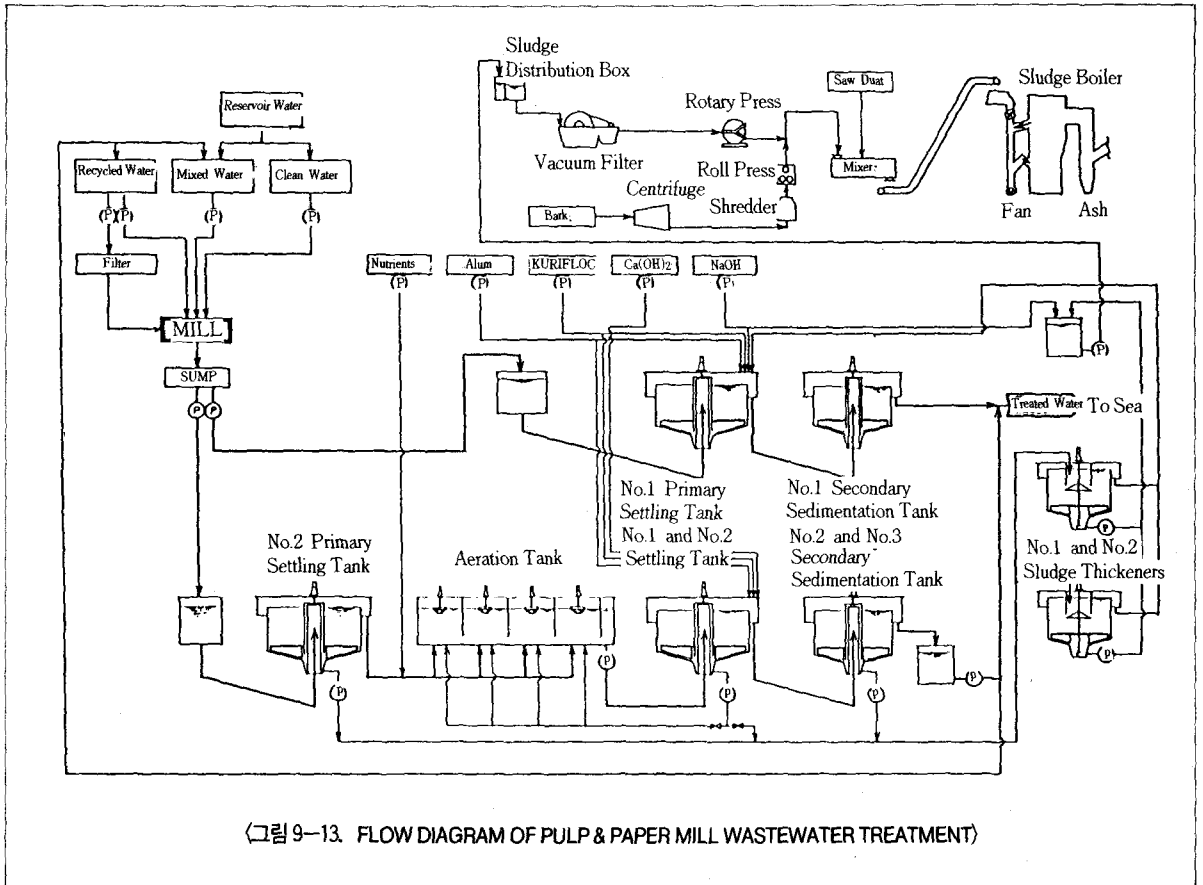 Sludge
Distribution Box
Saw Duat
Sludge Boiler
Reservoir Water
Rotary Press
Vacuum Filter
Recycled Water
Mixed Water
Clean Water
Roll Press
Mixer
Centrifuge
Shredder
Bark
Fan
Ash
(P)
(P)
(P)
(P)
Filter
Nutrients
Alum
KURIFLOC
Ca(OH)2
NaOH
(P)
(P)
(P)
(P)
(P)
MILL
P
SUMP
P
P
Treated Water
To Sea
No.1 Primary
Settling Tank
No.1 Secondary
Sedimentation Tank
No.1 and No.2
Settling Tank
No.2 and No.3
Secondary
Sedimentation Tank
No.2 Primary
Settling Tank
Aeration Tank
P
No.1 and No.2
Sludge Thickeners
P
P
P
P
P
P
〈그림 9-13. FLOW DIAGRAM OF PULP & PAPER MILL WASTEWATER TREATMENT〉